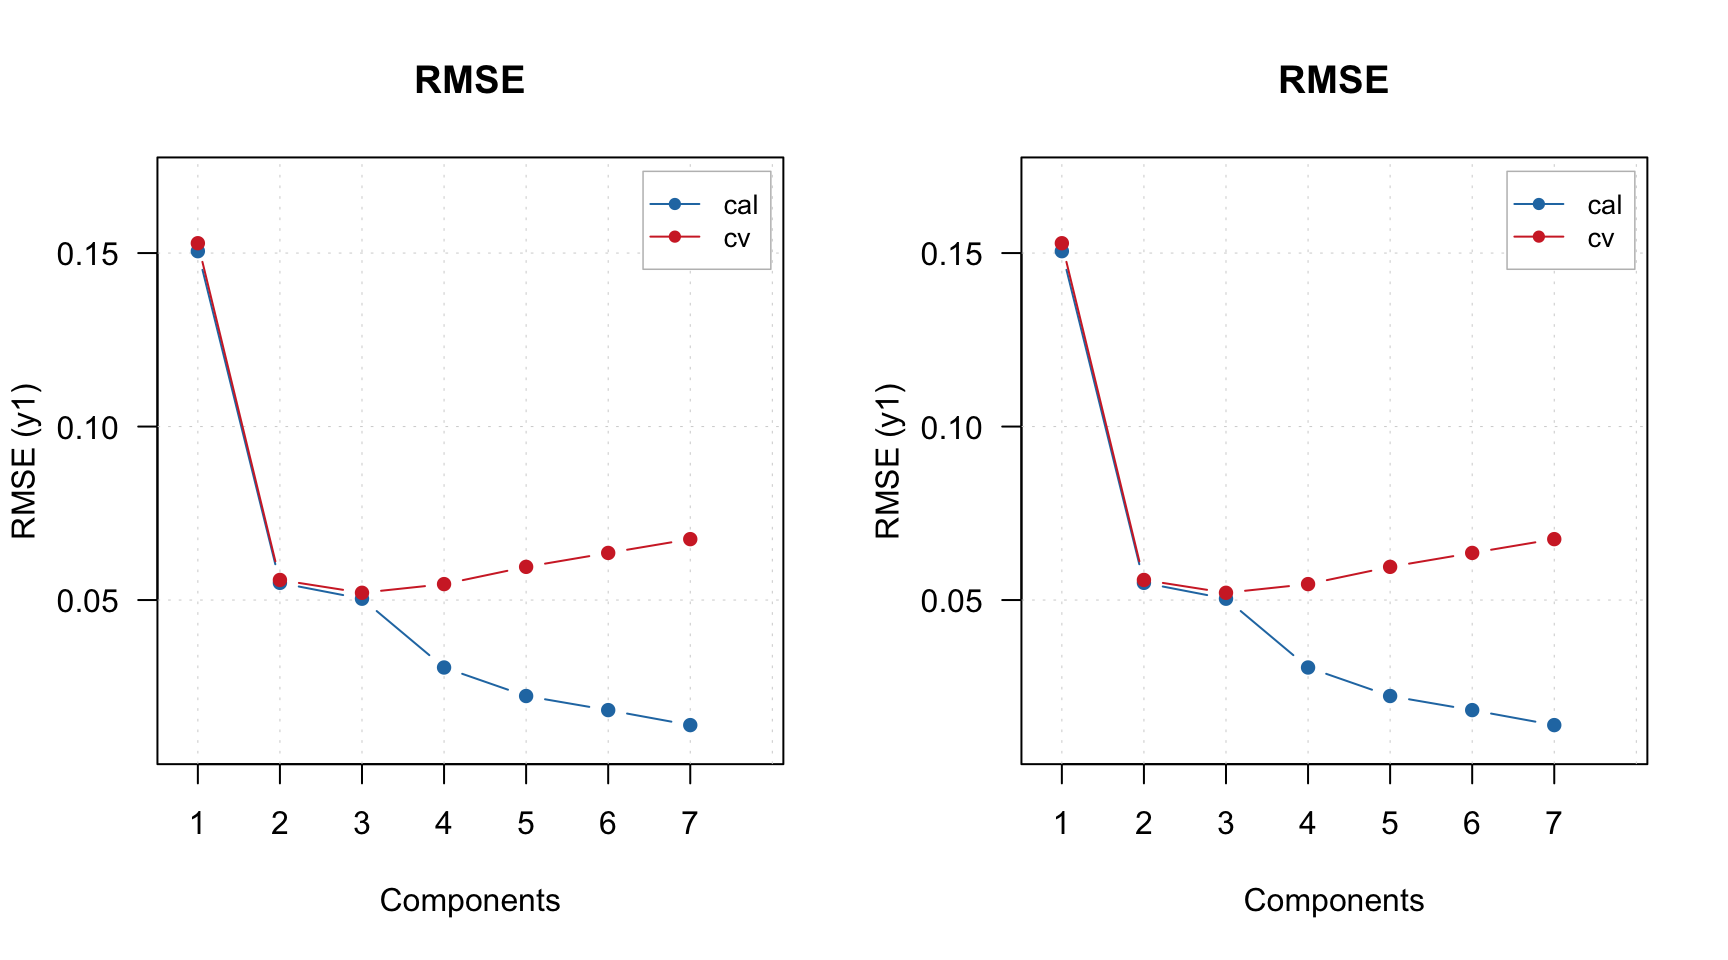 RMSE
cal
cv
0.15
0.10
0.05
RMSE (y1)
1 2 3 4 5 6 7
Components
RMSE
cal
cv
0.15
0.10
0.05
RMSE (y1)
1 2 3 4 5 6 7
Components